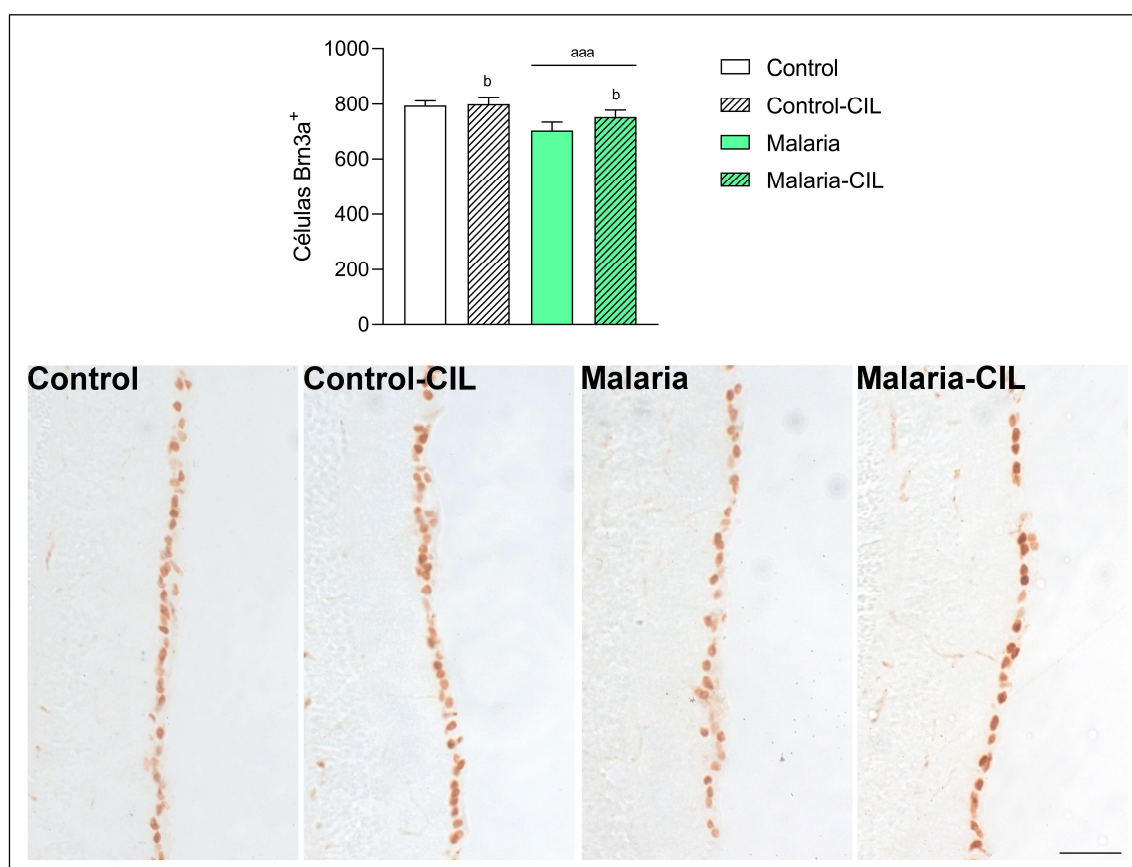 1000
800
600
400
200
0
Células Brn3a+
b
aaa
b
Control
Control-CIL
Malaria
Malaria-CIL
Control
Control-CIL
Malaria
Malaria-CIL